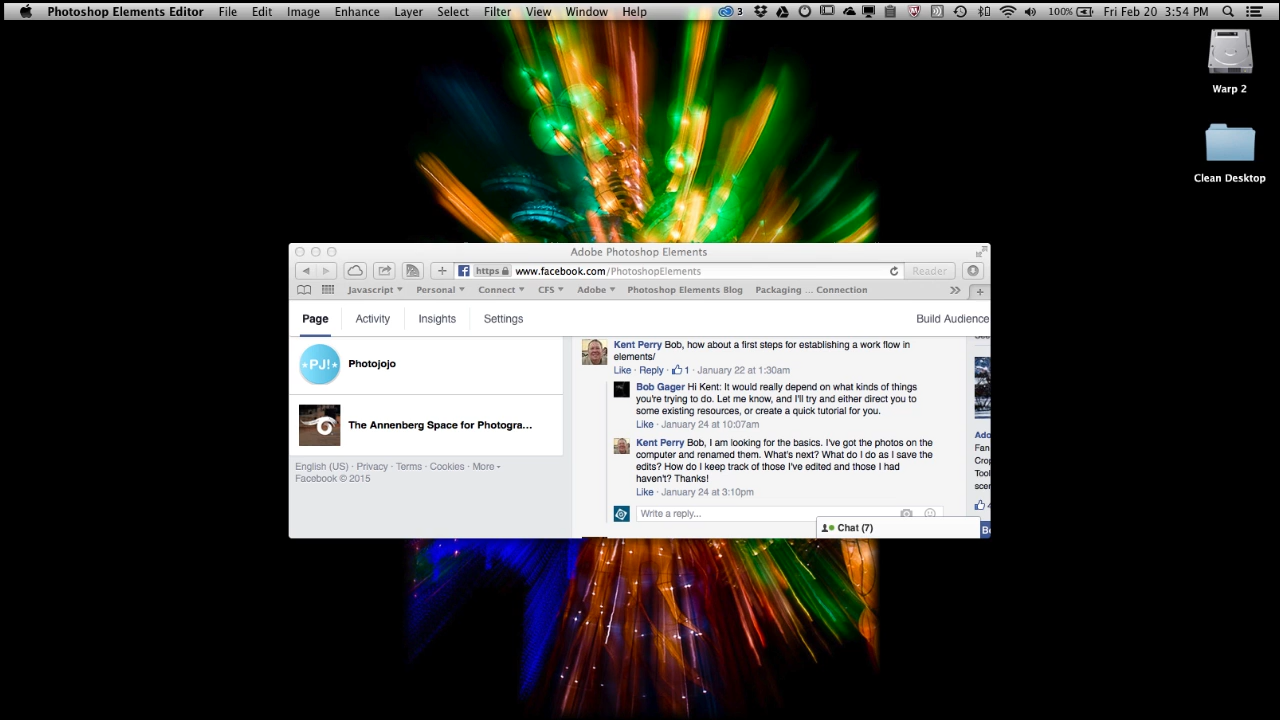 Photoshop Elements Editor File Edit Image Enhance Layer Select Filter View Window Help 3 100% Fri Feb 20 3:54 PM
Warp 2
Clean Desktop
Adobe Photoshop Elements
https www.facebook.com/PhotoshopElements Reader
Javascript Personal Connect CFS Adobe Photoshop Elements Blog Packaging ... Connection
Page Activity Insights Settings Build Audience
PJ! Photojojo
The Annenberg Space for Photogra...
English (US) · Privacy · Terms · Cookies · More
Facebook © 2015
Kent Perry Bob, how about a first steps for establishing a work flow in
elements/
Like · Reply · 1 · January 22 at 1:30am
Bob Gager Hi Kent: It would really depend on what kinds of things
you're trying to do. Let me know, and I'll try and either direct you to
some existing resources, or create a quick tutorial for you.
Like · January 24 at 10:07am
Kent Perry Bob, I am looking for the basics. I've got the photos on the
computer and renamed them. What's next? What do I do as I save the
edits? How do I keep track of those I've edited and those I had
haven't? Thanks!
Like · January 24 at 3:10pm
Write a reply...
Chat (7)
Ado
Fan
Crop
Tool
scen
4